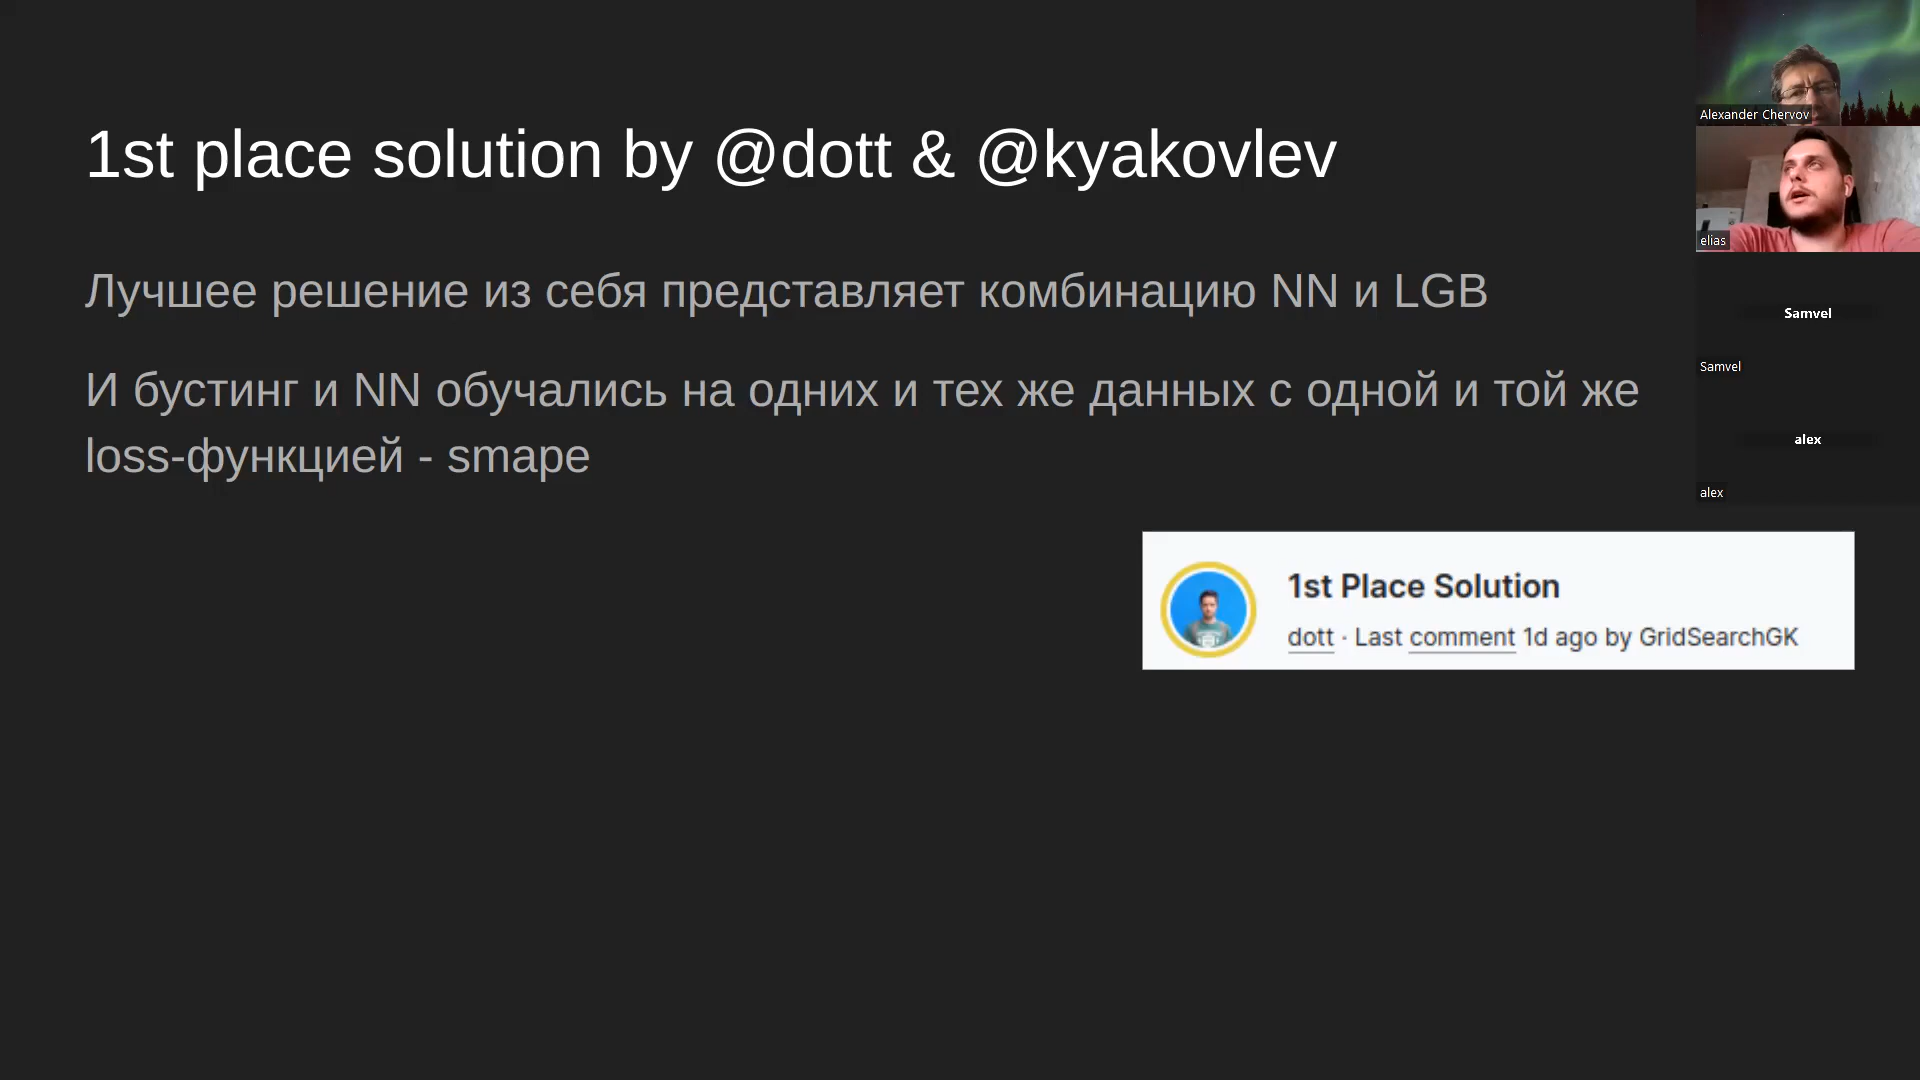 1st place solution by @dott & @kyakovlev
Лучшее решение из себя представляет комбинацию NN и LGB
И бустинг и NN обучались на одних и тех же данных с одной и той же
loss-функцией - smape
1st Place Solution
dott · Last comment 1d ago by GridSearchGK
Alexander Chervov
elias
Samvel
Samvel
alex
alex